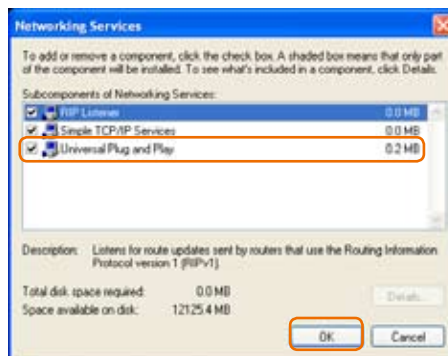 Networking Services
To add or remove a component, click the check box. A shaded box means that only part
of the component will be installed. To see what's included in a component, click Details.
Subcomponents of Networking Services:
RIP Listener 0.0 MB
Simple TCP/IP Services 0.0 MB
Universal Plug and Play 0.2 MB
Description: Listens for route updates sent by routers that use the Routing Information
Protocol version 1 (RIPv1).
Total disk space required: 0.0 MB
Details...
Space available on disk: 12125.4 MB
OK Cancel